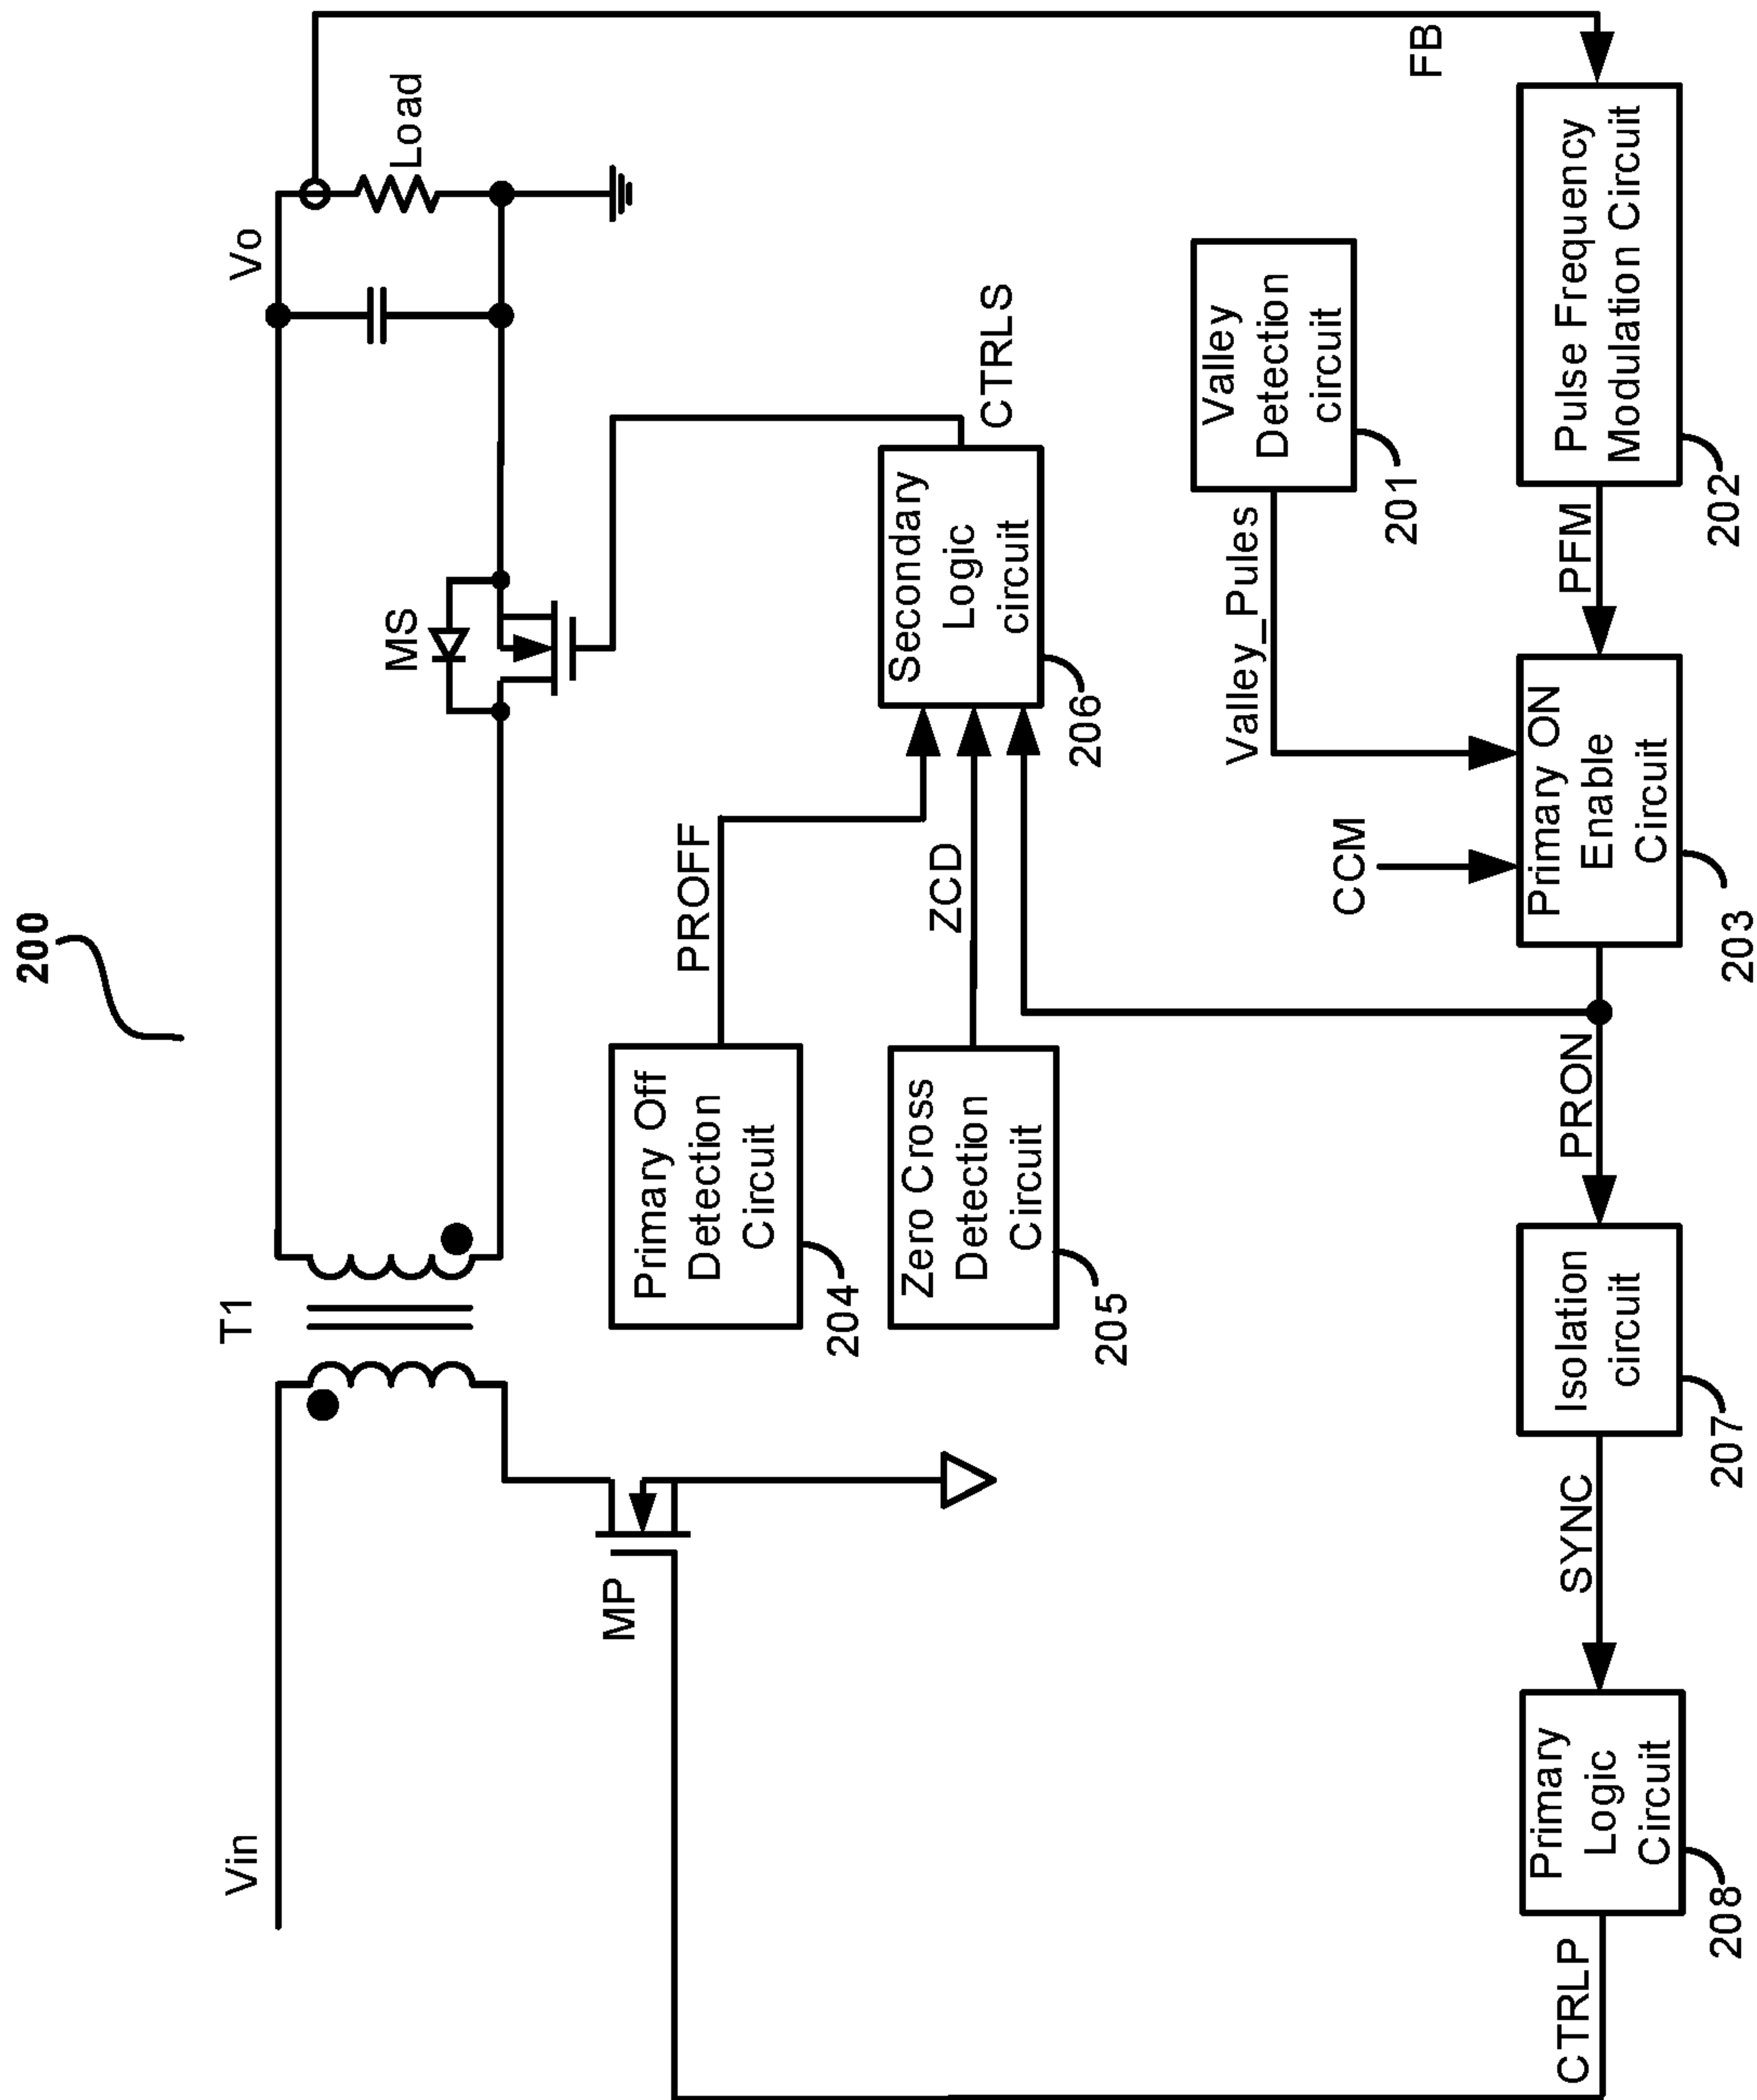 200
Vin
T1
Vo
Load
MS
MP
Primary Off
Detection
Circuit
204
PROFF
Zero Cross
Detection
Circuit
205
ZCD
Secondary
Logic
circuit
206
CTRLS
Valley
Detection
circuit
201
Valley_Pules
CCM
FB
CTRLP
Primary
Logic
Circuit
208
SYNC
Isolation
circuit
207
PRON
Primary ON
Enable
Circuit
203
PFM
Pulse Frequency
Modulation Circuit
202